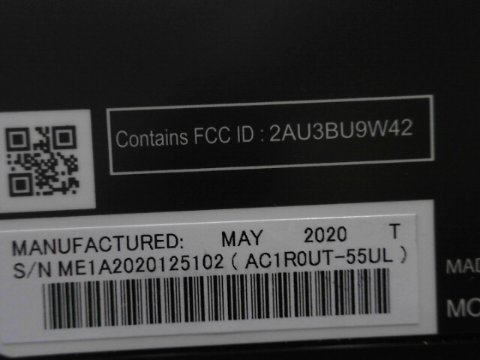 Contains FCC ID : 2AU3BU9W42
MANUFACTURED: MAY 2020 T
S/N ME1A2020125102 ( AC1R0UT-55UL )